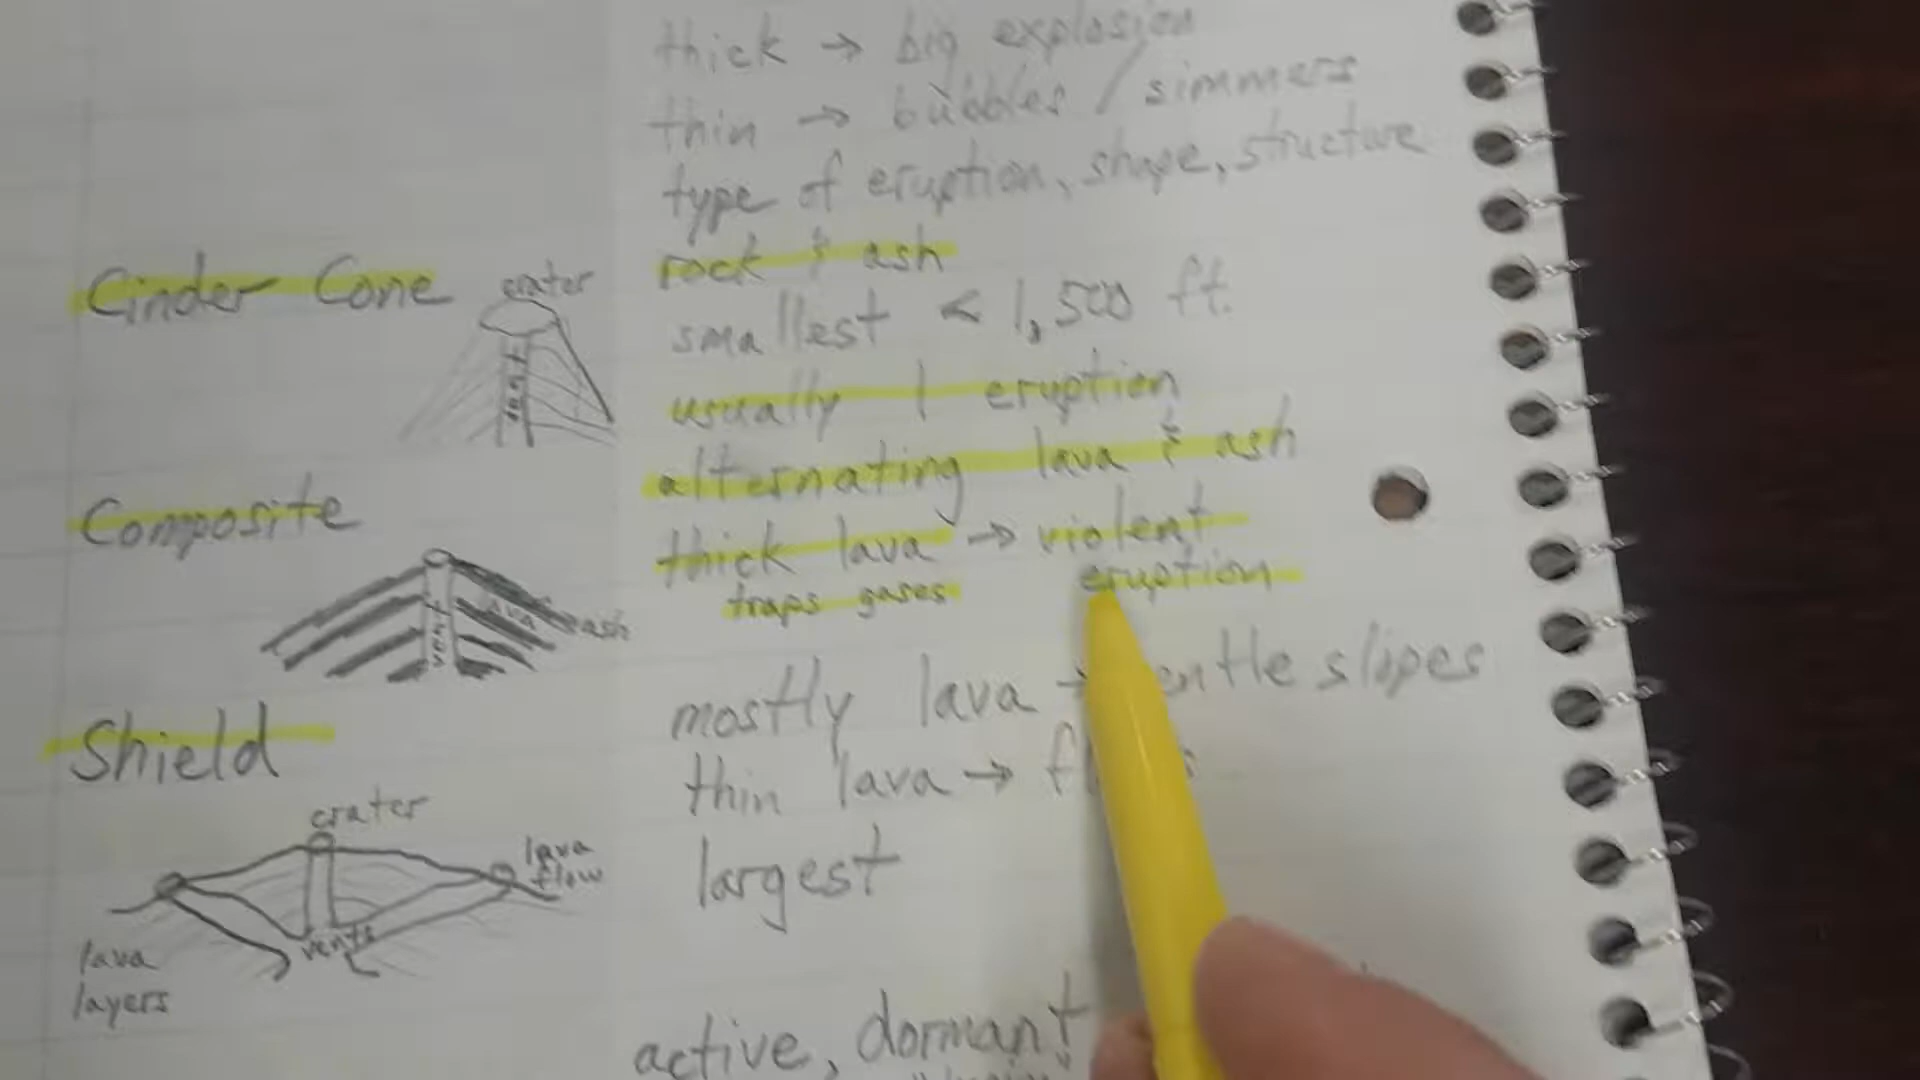 thick → big explosion
thin → bubbles / simmers
type of eruption, shape, structure
Cinder Cone
crater
vent
rock & ash
smallest < 1,500 ft.
usually 1 eruption
Composite
vent
lava
ash
alternating lava & ash
thick lava → violent
traps gases
eruption
Shield
crater
lava
flow
vents
lava
layers
mostly lava → entle slopes
thin lava →
largest
active, dormant